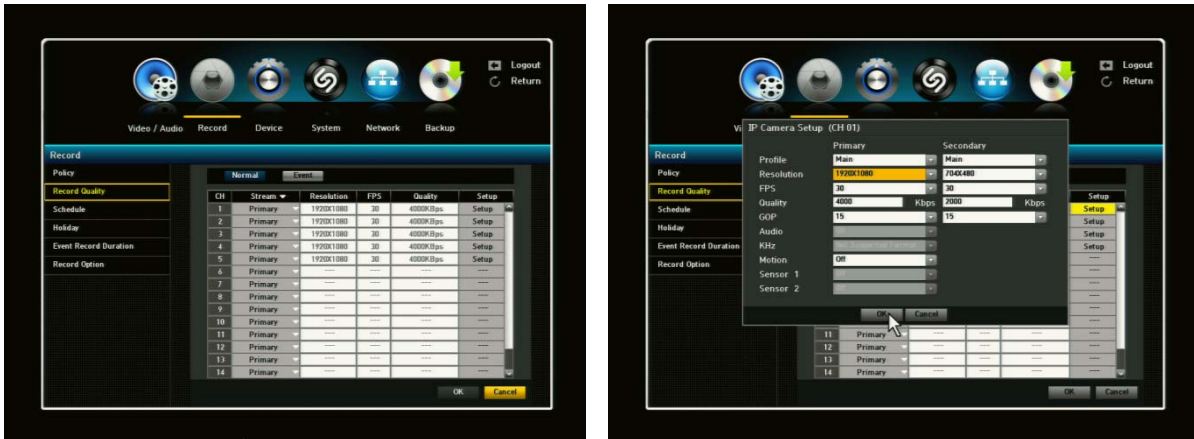 Logout
Return
Video / Audio Record Device System Network Backup
Record
Policy
Record Quality
Schedule
Holiday
Event Record Duration
Record Option
Normal Event
CH Stream Resolution FPS Quality Setup
1 Primary 1920X1080 30 4000KBps Setup
2 Primary 1920X1080 30 4000KBps Setup
3 Primary 1920X1080 30 4000KBps Setup
4 Primary 1920X1080 30 4000KBps Setup
5 Primary 1920X1080 30 4000KBps Setup
6 Primary ---- ---- ---- ----
7 Primary ---- ---- ---- ----
8 Primary ---- ---- ---- ----
9 Primary ---- ---- ---- ----
10 Primary ---- ---- ---- ----
11 Primary ---- ---- ---- ----
12 Primary ---- ---- ---- ----
13 Primary ---- ---- ---- ----
14 Primary ---- ---- ---- ----
OK Cancel
Logout
Return
Vi
Record
Policy
Record Quality
Schedule
Holiday
Event Record Duration
Record Option
IP Camera Setup (CH 01)
Primary Secondary
Profile Main Main
Resolution 1920X1080 704X480
FPS 30 30
Quality 4000 Kbps 2000 Kbps
GOP 15 15
Audio
KHz
Motion Off
Sensor 1
Sensor 2
OK Cancel
Setup
Setup
Setup
Setup
Setup
----
----
----
----
----
11 Primary ---- ---- ---- ----
12 Primary ---- ---- ---- ----
13 Primary ---- ---- ---- ----
14 Primary ---- ---- ---- ----
OK Cancel